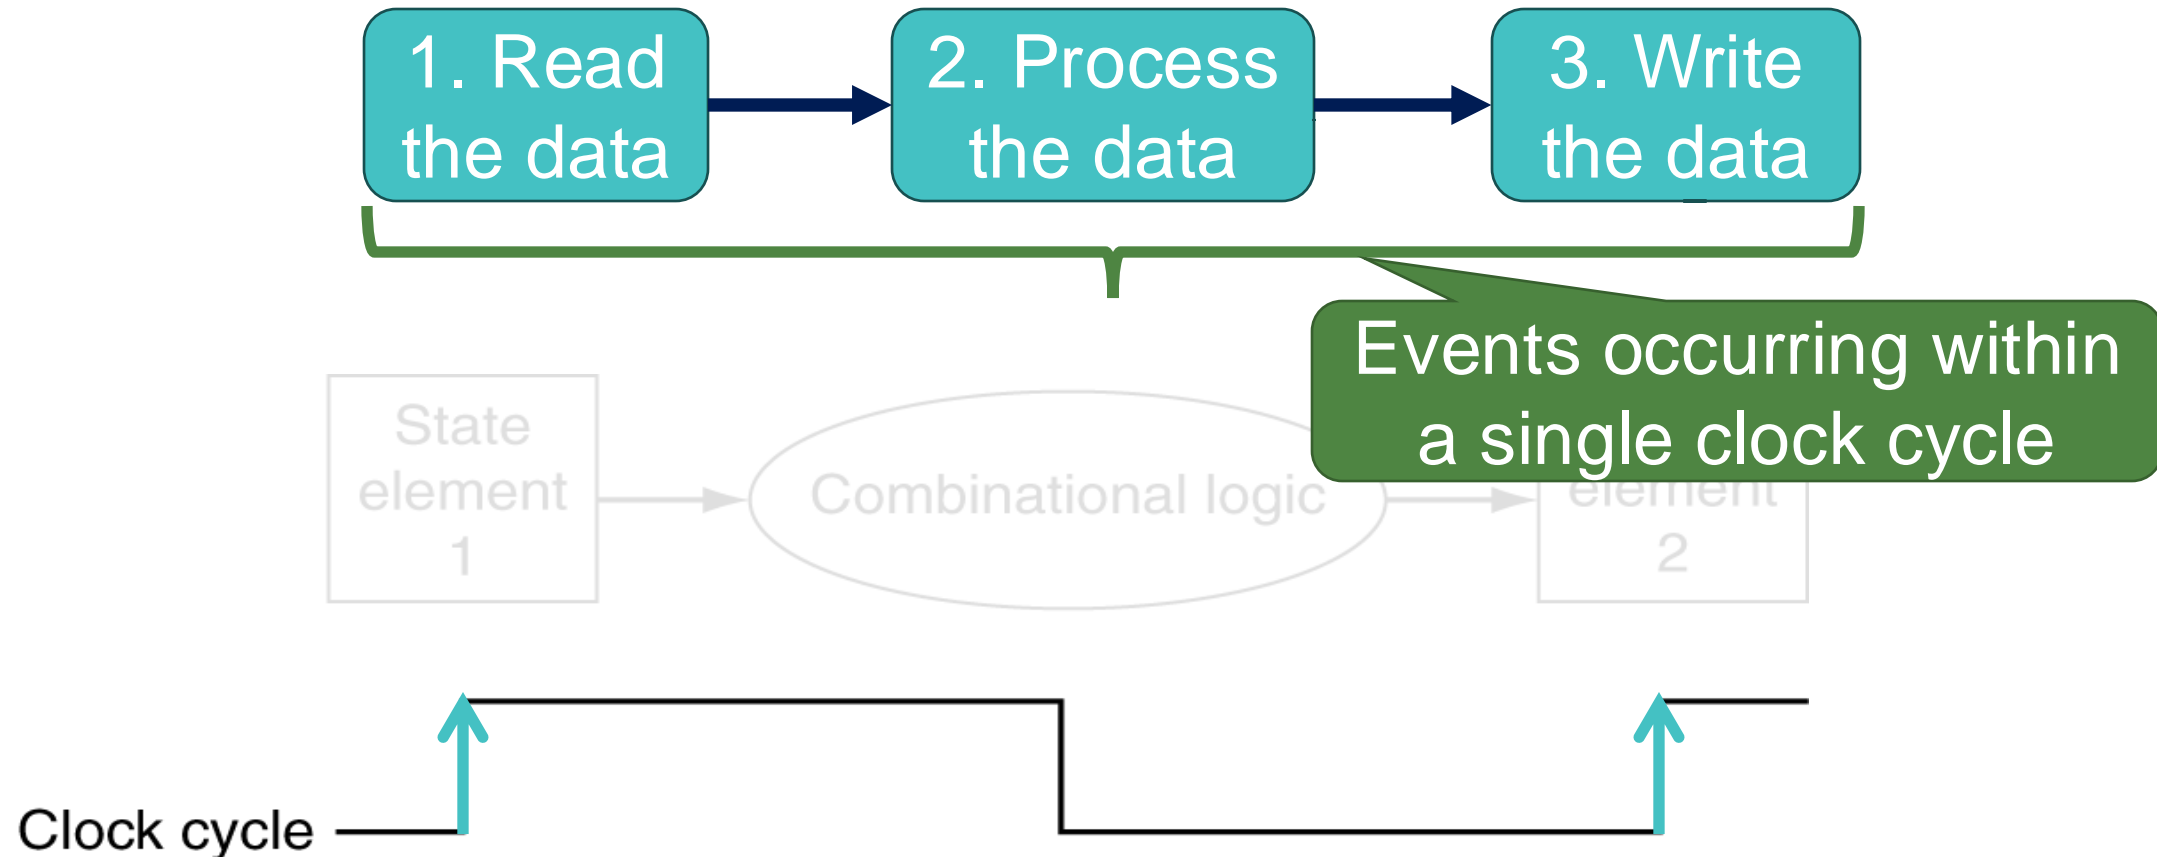 1. Read
the data
2. Process
the data
3. Write
the data
Events occurring within
a single clock cycle
State
element
1
Combinational logic
element
2
Clock cycle